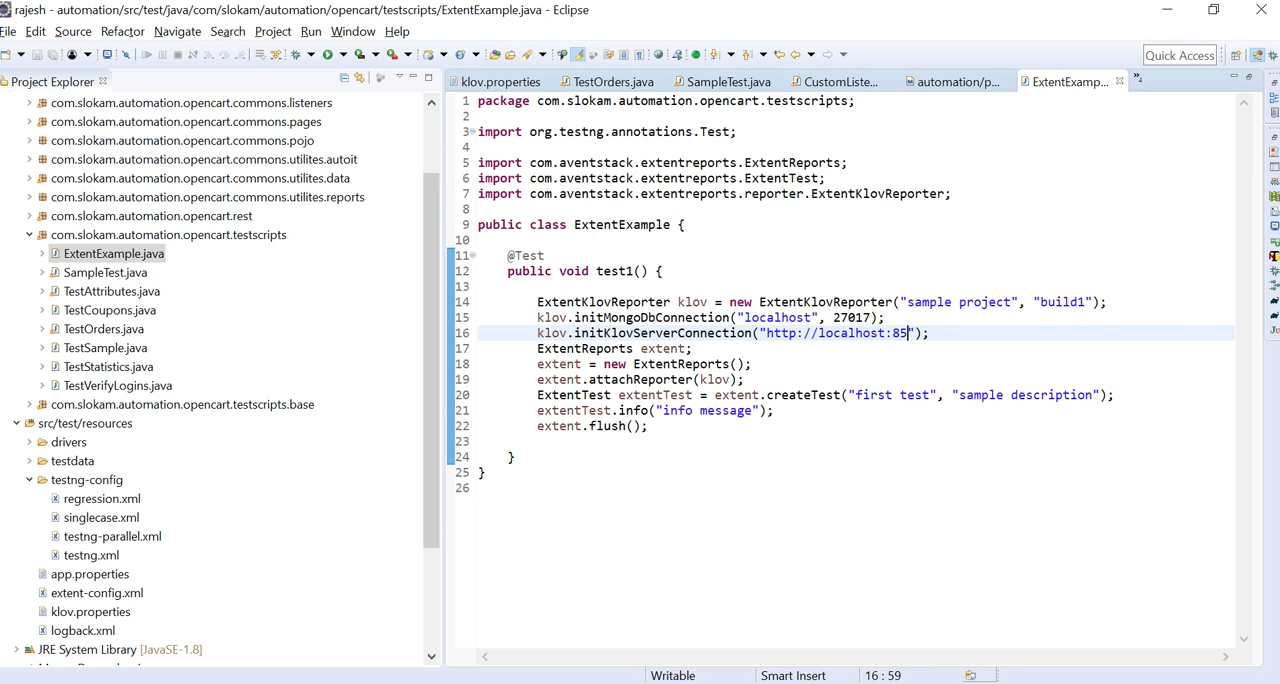 rajesh - automation/src/test/java/com/slokam/automation/opencart/testscripts/ExtentExample.java - Eclipse
File Edit Source Refactor Navigate Search Project Run Window Help
Quick Access
Project Explorer
klov.properties TestOrders.java SampleTest.java CustomListe... automation/p... ExtentExamp...
com.slokam.automation.opencart.commons.listeners
com.slokam.automation.opencart.commons.pages
com.slokam.automation.opencart.commons.pojo
com.slokam.automation.opencart.commons.utilites.autoit
com.slokam.automation.opencart.commons.utilites.data
com.slokam.automation.opencart.commons.utilites.reports
com.slokam.automation.opencart.rest
com.slokam.automation.opencart.testscripts
ExtentExample.java
SampleTest.java
TestAttributes.java
TestCoupons.java
TestOrders.java
TestSample.java
TestStatistics.java
TestVerifyLogins.java
com.slokam.automation.opencart.testscripts.base
src/test/resources
drivers
testdata
testng-config
regression.xml
singlecase.xml
testng-parallel.xml
testng.xml
app.properties
extent-config.xml
klov.properties
logback.xml
JRE System Library [JavaSE-1.8]
1 package com.slokam.automation.opencart.testscripts;
2
3 import org.testng.annotations.Test;
4
5 import com.aventstack.extentreports.ExtentReports;
6 import com.aventstack.extentreports.ExtentTest;
7 import com.aventstack.extentreports.reporter.ExtentKlovReporter;
8
9 public class ExtentExample {
10
11 @Test
12 public void test1() {
13
14 ExtentKlovReporter klov = new ExtentKlovReporter("sample project", "build1");
15 klov.initMongoDbConnection("localhost", 27017);
16 klov.initKlovServerConnection("http://localhost:85");
17 ExtentReports extent;
18 extent = new ExtentReports();
19 extent.attachReporter(klov);
20 ExtentTest extentTest = extent.createTest("first test", "sample description");
21 extentTest.info("info message");
22 extent.flush();
23
24 }
25 }
26
Writable Smart Insert 16 : 59